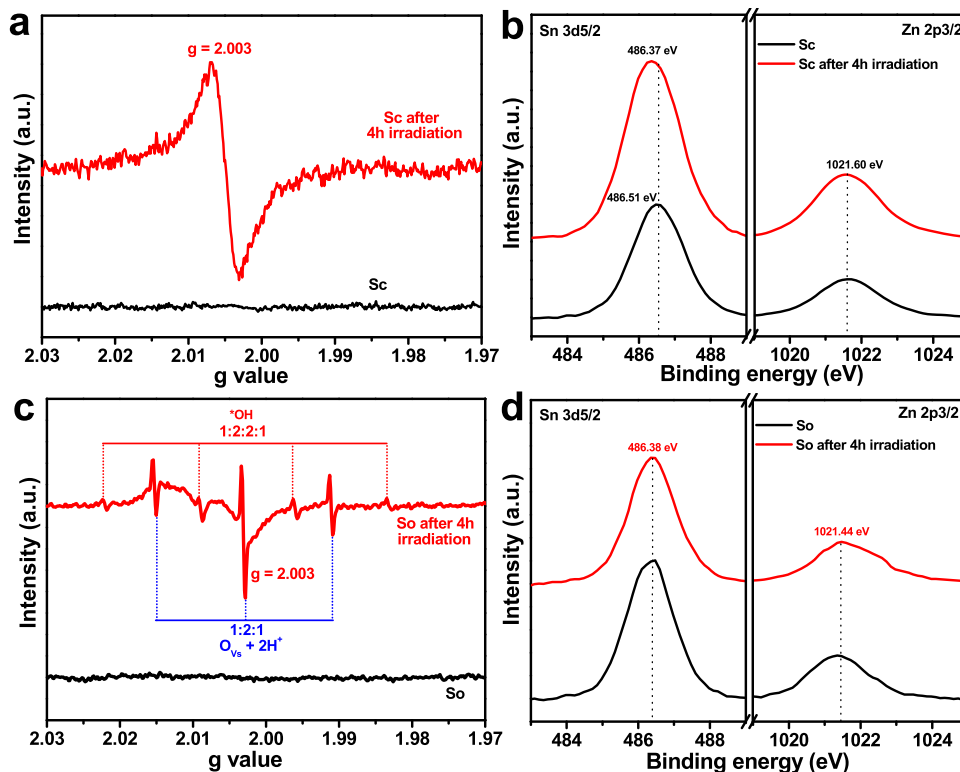 a
g = 2.003
Sc after
4h irradiation
Sc
Intensity (a.u.)
2.03 2.02 2.01 2.00 1.99 1.98 1.97
g value
b
Sn 3d5/2
Zn 2p3/2
Sc
Sc after 4h irradiation
486.37 eV
486.51 eV
1021.60 eV
Intensity (a.u.)
484 486 488 1020 1022 1024
Binding energy (eV)
c
*OH
1:2:2:1
So after 4h
irradiation
g = 2.003
1:2:1
OVs + 2H+
So
Intensity (a.u.)
2.03 2.02 2.01 2.00 1.99 1.98 1.97
g value
d
Sn 3d5/2
Zn 2p3/2
So
So after 4h irradiation
486.38 eV
1021.44 eV
Intensity (a.u.)
484 486 488 1020 1022 1024
Binding energy (eV)